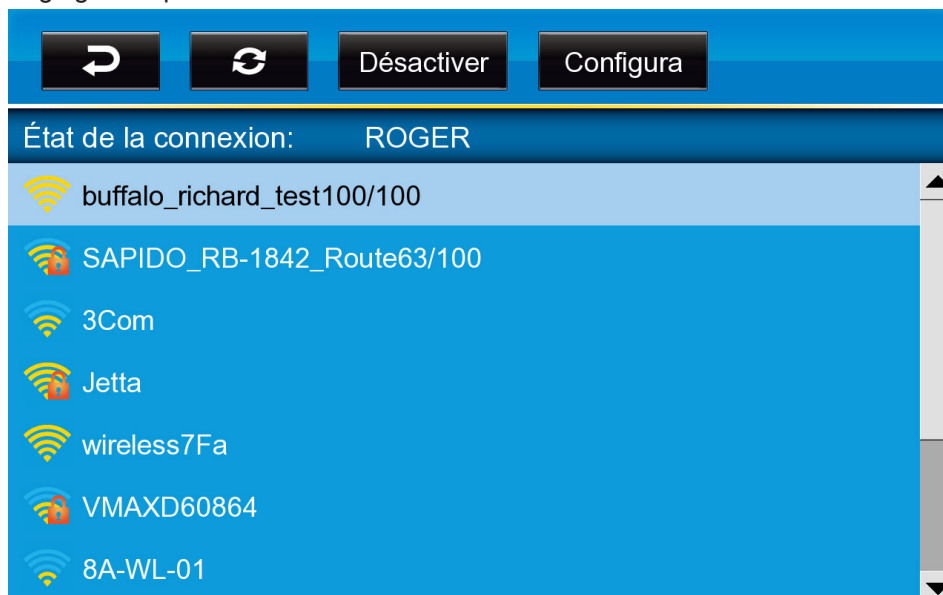 Désactiver Configura
État de la connexion: ROGER
buffalo_richard_test100/100
SAPIDO_RB-1842_Route63/100
3Com
Jetta
wireless7Fa
VMAXD60864
8A-WL-01